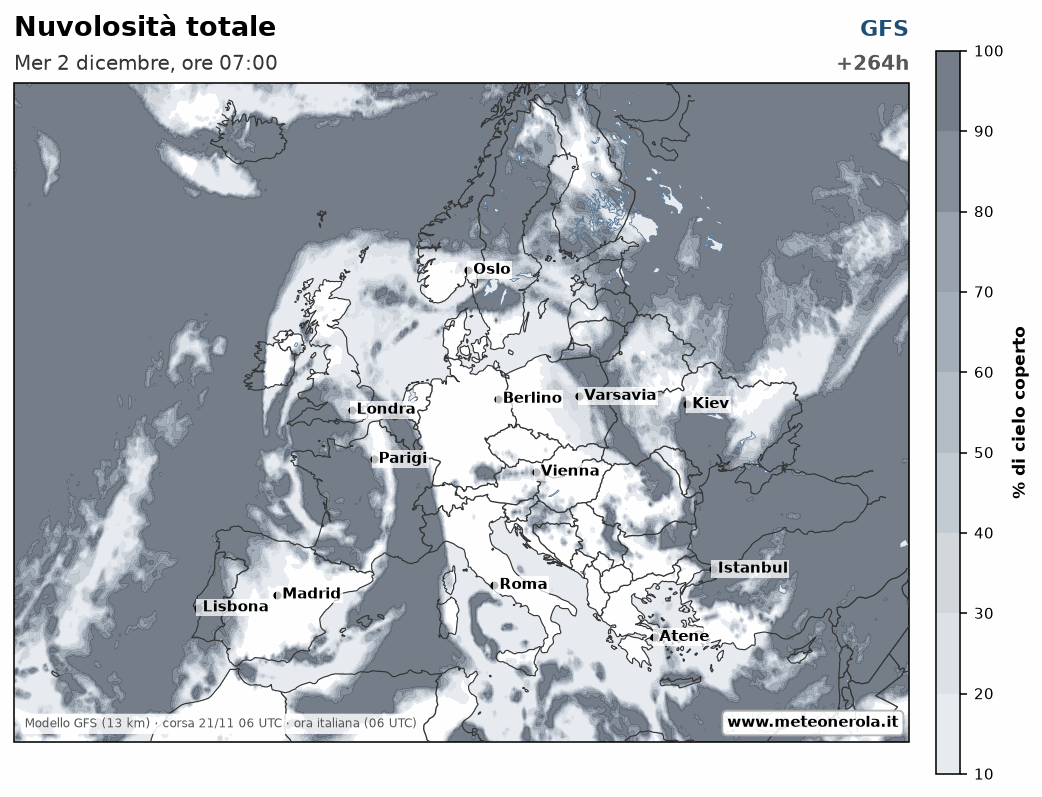 Nuvolosità totale
GFS
Mer 2 dicembre, ore 07:00
+264h
100
90
80
70
60
50
40
30
20
10
% di cielo coperto
Oslo
Londra
Berlino
Varsavia
Kiev
Parigi
Vienna
Istanbul
Madrid
Roma
Lisbona
Atene
Modello GFS (13 km) · corsa 21/11 06 UTC · ora italiana (06 UTC)
www.meteonerola.it